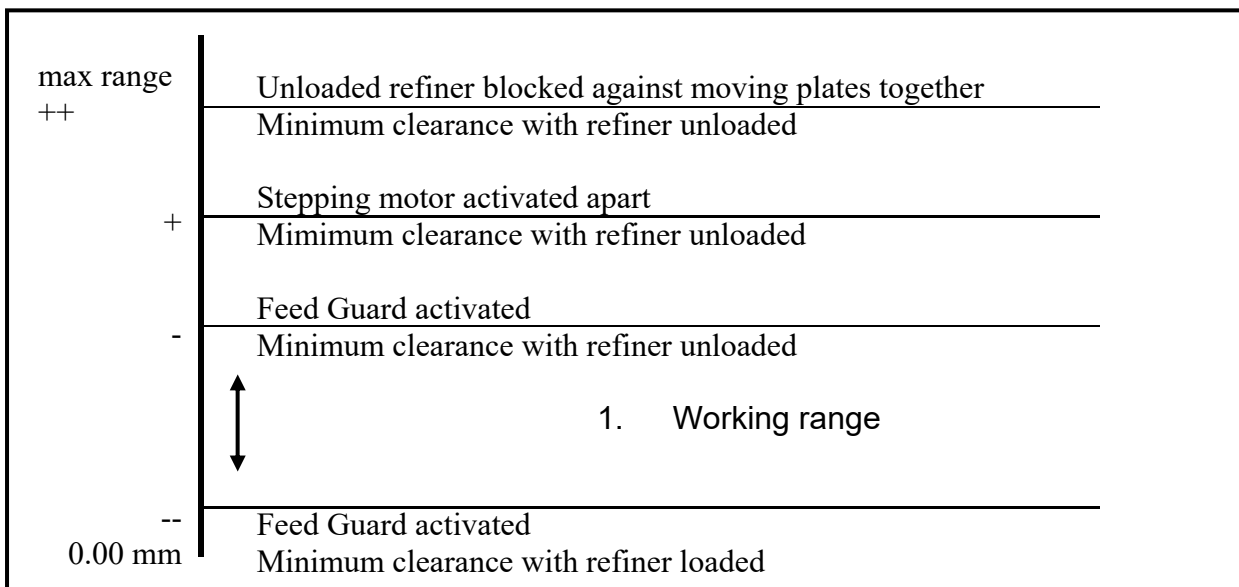 max range
++
Unloaded refiner blocked against moving plates together
Minimum clearance with refiner unloaded
Stepping motor activated apart
+
Mimimum clearance with refiner unloaded
Feed Guard activated
-
Minimum clearance with refiner unloaded
1. Working range
--
Feed Guard activated
0.00 mm
Minimum clearance with refiner loaded